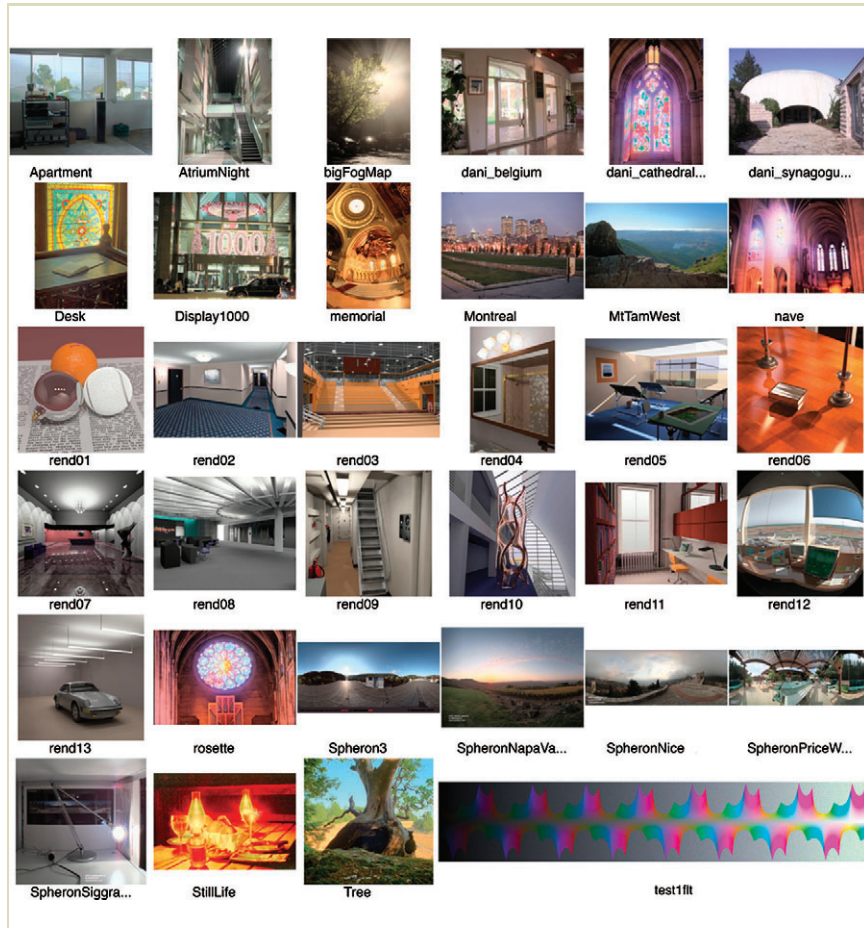 Apartment
AtriumNight
bigFogMap
dani_belgium
dani_cathedral...
dani_synagogu...
Desk
Display1000
1000
memorial
Montreal
MtTamWest
nave
rend01
rend02
rend03
rend04
rend05
rend06
rend07
rend08
rend09
rend10
rend11
rend12
rend13
rosette
Spheron3
SpheronNapaVa...
SpheronNice
SpheronPriceW...
SpheronSiggra...
StillLife
Tree
test1flt